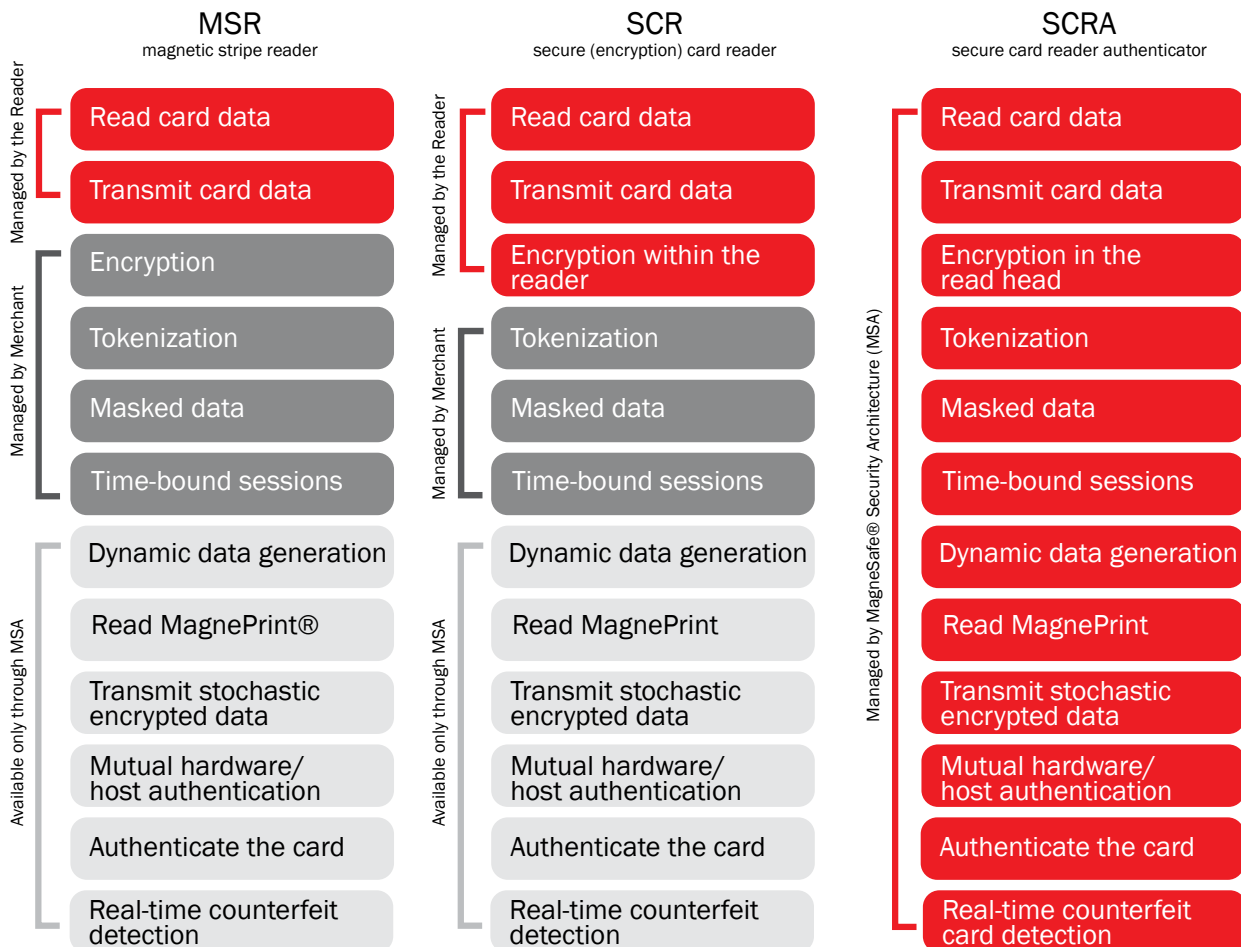 MSR
magnetic stripe reader
Managed by the Reader
Read card data
Transmit card data
Managed by Merchant
Encryption
Tokenization
Masked data
Time-bound sessions
Available only through MSA
Dynamic data generation
Read MagnePrint®
Transmit stochastic
encrypted data
Mutual hardware/
host authentication
Authenticate the card
Real-time counterfeit
detection
SCR
secure (encryption) card reader
Managed by the Reader
Read card data
Transmit card data
Encryption within the
reader
Managed by Merchant
Tokenization
Masked data
Time-bound sessions
Available only through MSA
Dynamic data generation
Read MagnePrint
Transmit stochastic
encrypted data
Mutual hardware/
host authentication
Authenticate the card
Real-time counterfeit
detection
SCRA
secure card reader authenticator
Managed by MagneSafe® Security Architecture (MSA)
Read card data
Transmit card data
Encryption in the
read head
Tokenization
Masked data
Time-bound sessions
Dynamic data generation
Read MagnePrint
Transmit stochastic
encrypted data
Mutual hardware/
host authentication
Authenticate the card
Real-time counterfeit
card detection